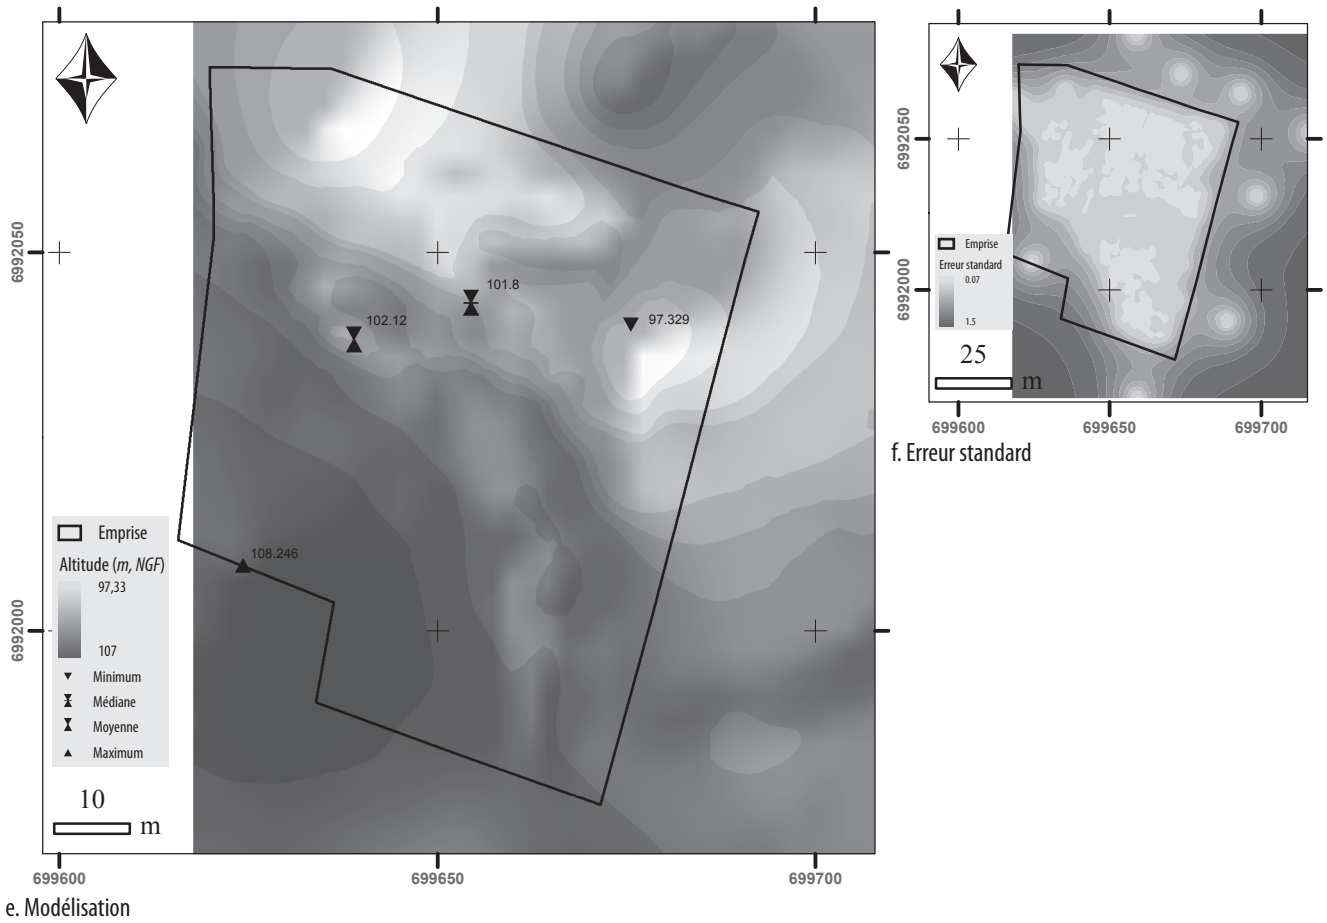 6992050
6992000
101.8
102.12
97.329
108.246
Emprise
Altitude (m, NGF)
97,33
107
Minimum
Médiane
Moyenne
Maximum
10
m
699600
699650
699700
e. Modélisation
6992050
6992000
Emprise
Erreur standard
0.07
1.5
25
m
699600
699650
699700
f. Erreur standard